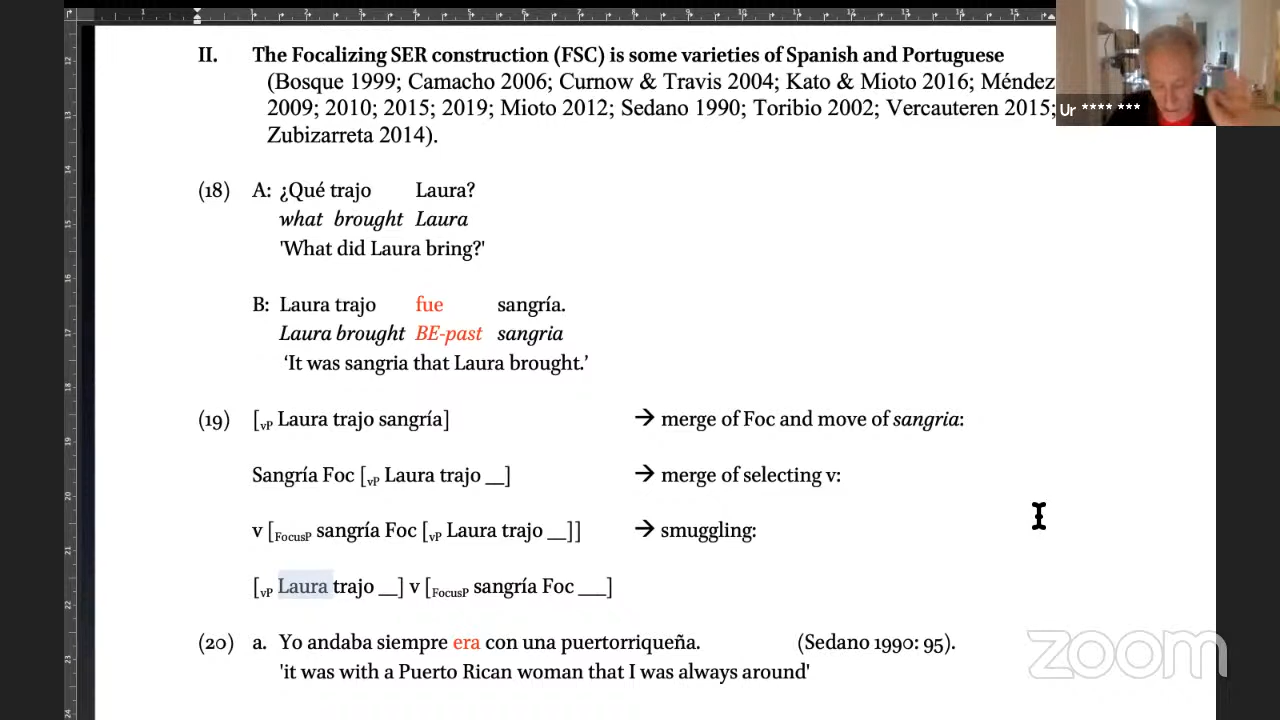 II. The Focalizing SER construction (FSC) is some varieties of Spanish and Portuguese
(Bosque 1999; Camacho 2006; Curnow & Travis 2004; Kato & Mioto 2016; Méndez
2009; 2010; 2015; 2019; Mioto 2012; Sedano 1990; Toribio 2002; Vercauteren 2015;
Zubizarreta 2014).
Ur **** ***
(18) A: ¿Qué trajo Laura?
what brought Laura
'What did Laura bring?'
B: Laura trajo fue sangría.
Laura brought BE-past sangria
‘It was sangria that Laura brought.’
(19) [vP Laura trajo sangría] → merge of Foc and move of sangria:
Sangría Foc [vP Laura trajo __] → merge of selecting v:
v [FocusP sangría Foc [vP Laura trajo __]] → smuggling:
[vP Laura trajo __] v [FocusP sangría Foc ___]
(20) a. Yo andaba siempre era con una puertorriqueña. (Sedano 1990: 95).
'it was with a Puerto Rican woman that I was always around'
zoom